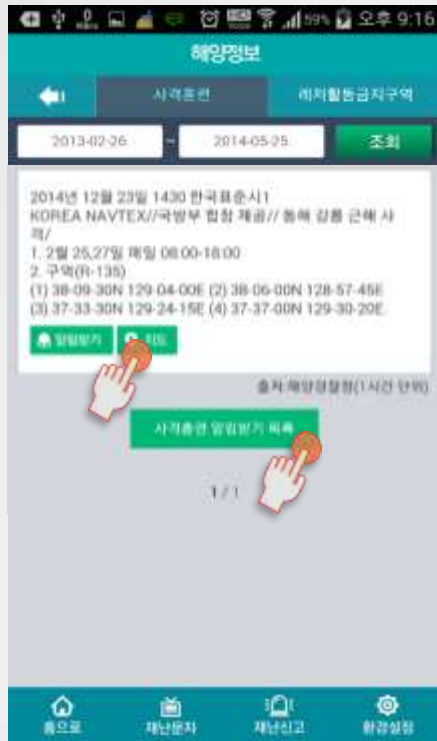 59% 오후 9:16
해양정보
사격훈련 레저활동금지구역
2013-02-26 ~ 2014-05-25 조회
2014년 12월 23일 1430 한국표준시1
KOREA NAVTEX//국방부 합참 제공// 동해 강릉 근해 사
격/
1. 2월 25,27일 매일 08:00-18:00
2. 구역(R-135)
(1) 38-09-30N 129-04-00E (2) 38-06-00N 128-57-45E
(3) 37-33-30N 129-24-15E (4) 37-37-00N 129-30-20E
알림받기 지도
출처:해양경찰청(1시간 단위)
사격훈련 알림받기 목록
1 / 1
홈으로 재난문자 재난신고 환경설정